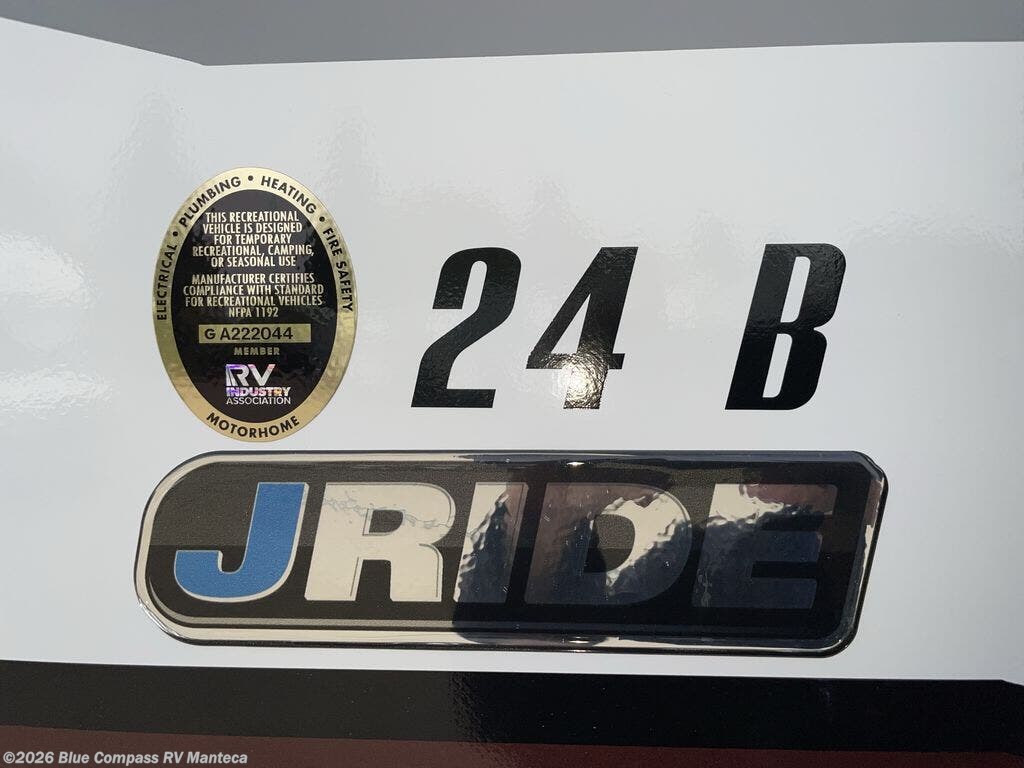 ELECTRICAL • PLUMBING • HEATING • FIRE SAFETY
THIS RECREATIONAL
VEHICLE IS DESIGNED
FOR TEMPORARY
RECREATIONAL, CAMPING,
OR SEASONAL USE
MANUFACTURER CERTIFIES
COMPLIANCE WITH STANDARD
FOR RECREATIONAL VEHICLES
NFPA 1192
GA222044
MEMBER
RV
INDUSTRY
ASSOCIATION
MOTORHOME
24 B
JRIDE
©2026 Blue Compass RV Manteca